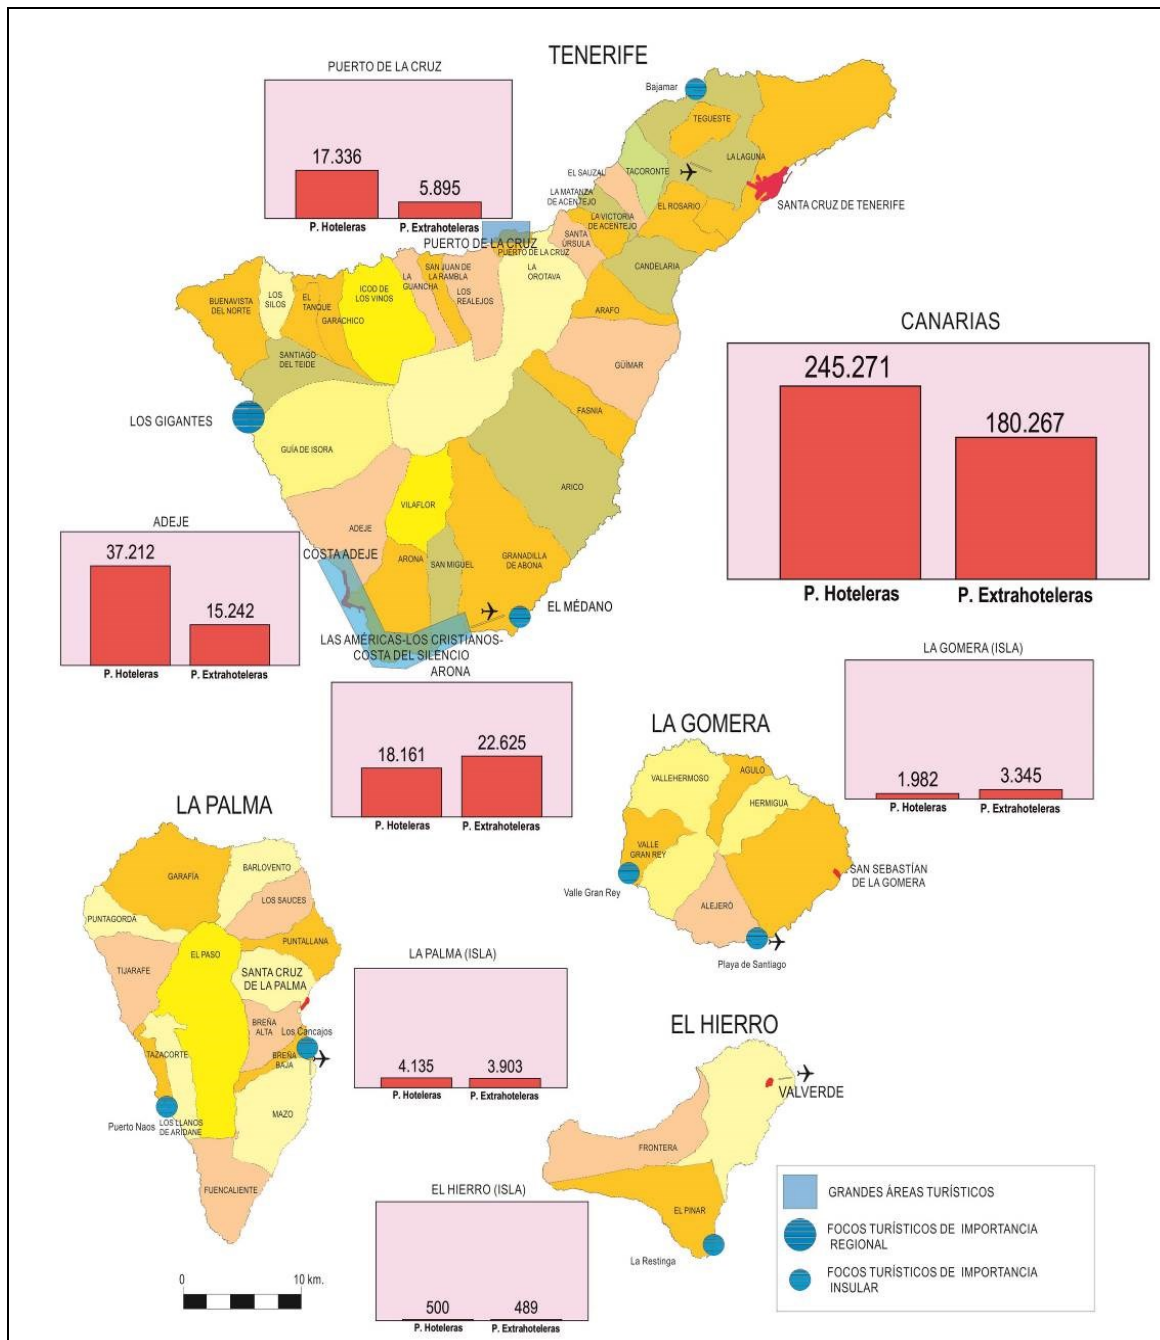 TENERIFE
PUERTO DE LA CRUZ
17.336
5.895
P. Hoteleras
P. Extrahoteleras
Bajamar
TEGUESTE
LA LAGUNA
EL SAUZAL
TACORONTE
LA MATANZA
DE ACENTEJO
LA VICTORIA
DE ACENTEJO
EL ROSARIO
SANTA CRUZ DE TENERIFE
PUERTO DE LA CRUZ
PUERTO DE LA CRUZ
SANTA
ÚRSULA
CANDELARIA
LA
OROTAVA
BUENAVISTA
DEL NORTE
LOS
SILOS
EL
TANQUE
GARACHICO
ICOD DE
LOS VINOS
LA
GUANCHA
SAN JUAN DE
LA RAMBLA
LOS
REALEJOS
ARAFO
SANTIAGO
DEL TEIDE
GÜÍMAR
FASNIA
LOS GIGANTES
GUÍA DE ISORA
ARICO
VILAFLOR
ADEJE
ARONA
SAN MIGUEL
GRANADILLA
DE ABONA
COSTA ADEJE
EL MÉDANO
LAS AMÉRICAS-LOS CRISTIANOS-
COSTA DEL SILENCIO
CANARIAS
245.271
180.267
P. Hoteleras
P. Extrahoteleras
ADEJE
37.212
15.242
P. Hoteleras
P. Extrahoteleras
ARONA
18.161
22.625
P. Hoteleras
P. Extrahoteleras
LA GOMERA (ISLA)
1.982
3.345
P. Hoteleras
P. Extrahoteleras
LA GOMERA
VALLEHERMOSO
AGULO
HERMIGUA
VALLE
GRAN REY
Valle Gran Rey
ALEJERÓ
SAN SEBASTÍAN
DE LA GOMERA
Playa de Santiago
LA PALMA
GARAFÍA
BARLOVENTO
LOS SAUCES
PUNTAGORDA
PUNTALLANA
EL PASO
TIJARAFE
SANTA CRUZ
DE LA PALMA
BREÑA
ALTA
Los Cancajos
BREÑA
BAJA
TAZACORTE
MAZO
Puerto Naos
LOS LLANOS
DE ARIDANE
FUENCALIENTE
LA PALMA (ISLA)
4.135
3.903
P. Hoteleras
P. Extrahoteleras
EL HIERRO
VALVERDE
FRONTERA
EL PINAR
La Restinga
EL HIERRO (ISLA)
500
489
P. Hoteleras
P. Extrahoteleras
GRANDES ÁREAS TURÍSTICOS
FOCOS TURÍSTICOS DE IMPORTANCIA
REGIONAL
FOCOS TURÍSTICOS DE IMPORTANCIA
INSULAR
0
10 km.